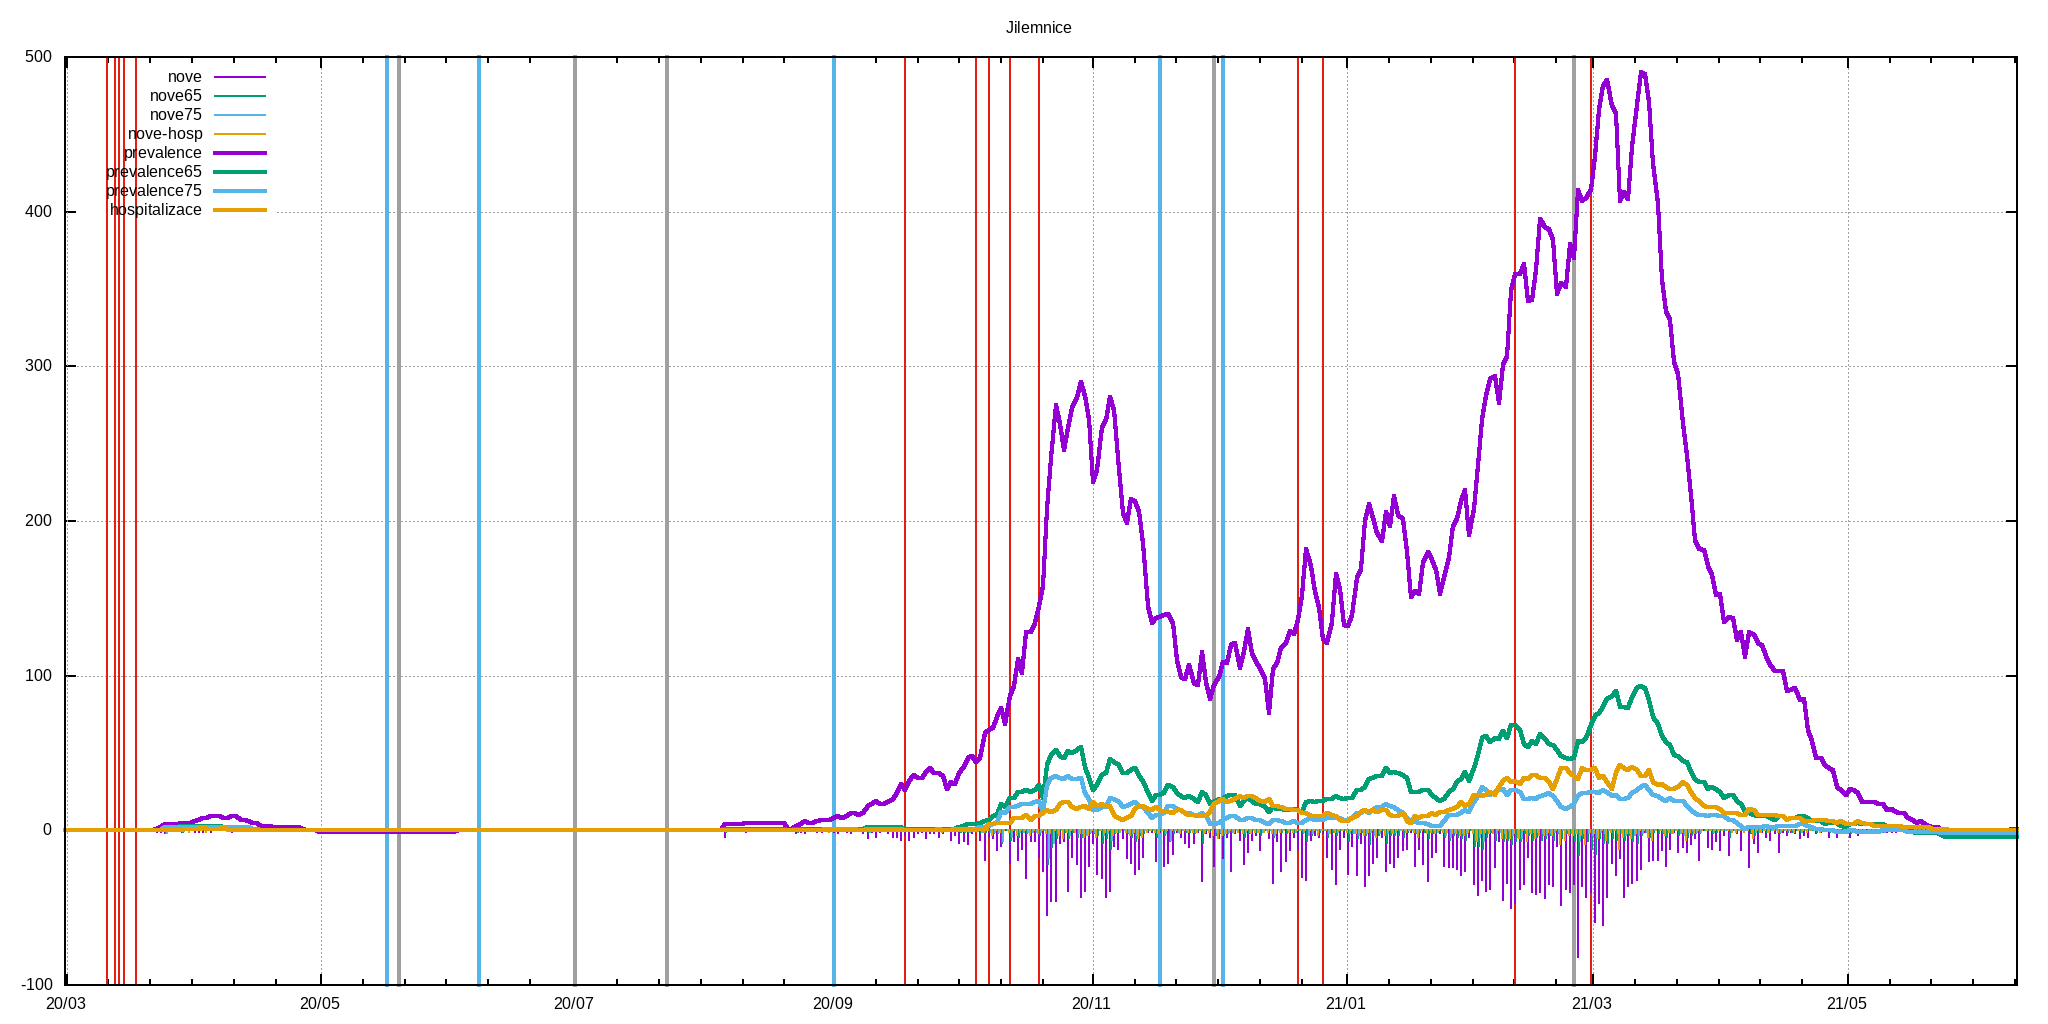 Jilemnice
500
nove
nove65
nove75
nove-hosp
prevalence
prevalence65
prevalence75
hospitalizace
400
300
200
100
0
-100
20/03 20/05 20/07 20/09 20/11 21/01 21/03 21/05